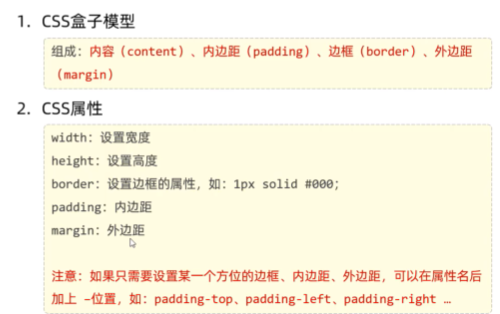 1. CSS盒子模型
组成：内容（content）、内边距（padding）、边框（border）、外边距
（margin）
2. CSS属性
width：设置宽度
height：设置高度
border：设置边框的属性，如：1px solid #000;
padding：内边距
margin：外边距
注意：如果只需要设置某一个方位的边框、内边距、外边距，可以在属性名后
加上 –位置，如：padding-top、padding-left、padding-right …